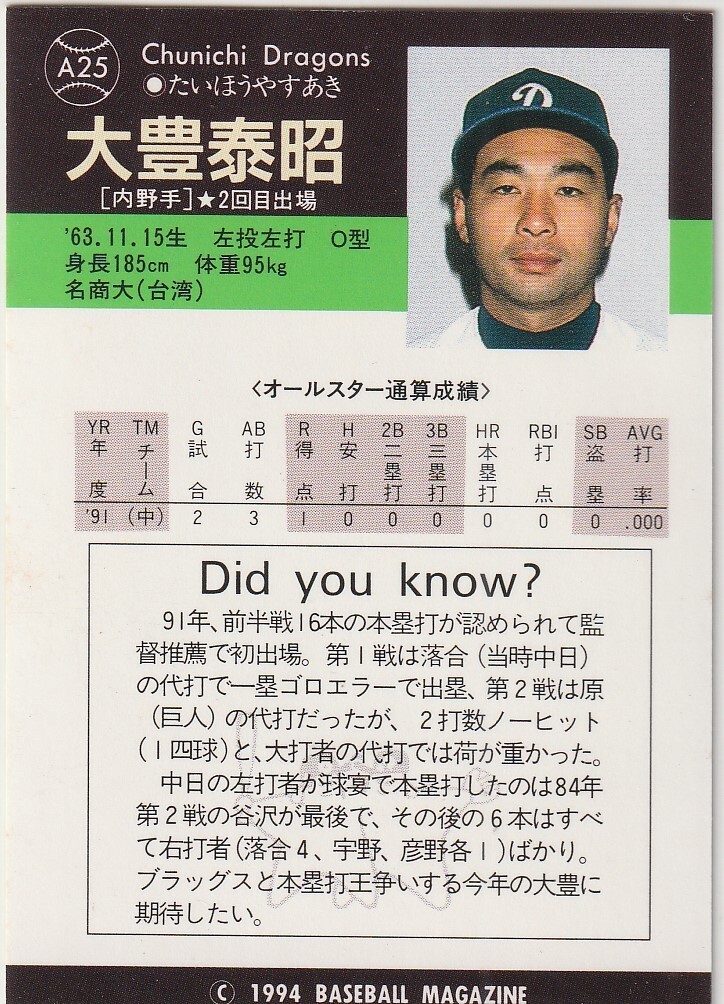 A25
Chunichi Dragons
●たいほうやすあき
大豊泰昭
[内野手]★2回目出場
'63.11.15生 左投左打 O型
身長185cm 体重95kg
名商大(台湾)
D
〈オールスター通算成績〉
YR TM G AB R H 2B 3B HR RBI SB AVG
年度 チーム 試合 打数 得点 安打 二塁打 三塁打 本塁打 打点 盗塁 打率
'91 (中) 2 3 1 0 0 0 0 0 0 .000
Did you know?
91年、前半戦16本の本塁打が認められて監
督推薦で初出場。第1戦は落合(当時中日)
の代打で一塁ゴロエラーで出塁、第2戦は原
(巨人)の代打だったが、2打数ノーヒット
(1四球)と、大打者の代打では荷が重かった。
中日の左打者が球宴で本塁打したのは84年
第2戦の谷沢が最後で、その後の6本はすべ
て右打者(落合4、宇野、彦野各1)ばかり。
ブラッグスと本塁打王争いする今年の大豊に
期待したい。
© 1994 BASEBALL MAGAZINE